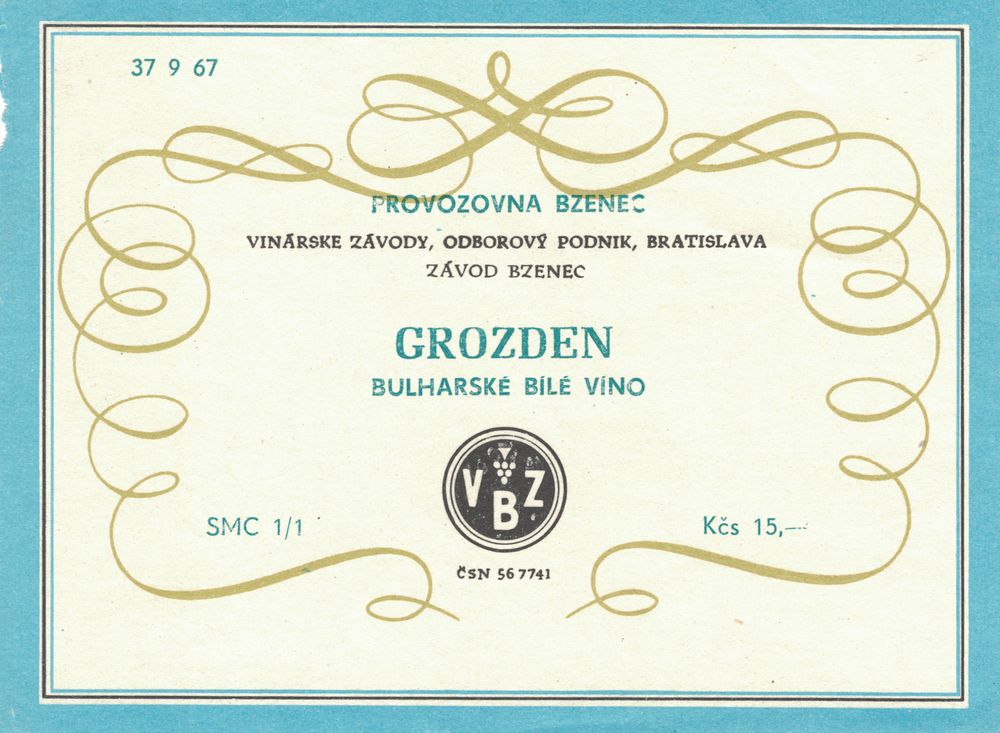 37 9 67
PROVOZOVNA BZENEC
VINÁRSKE ZÁVODY, ODBOROVÝ PODNIK, BRATISLAVA
ZÁVOD BZENEC
GROZDEN
BULHARSKÉ BÍLÉ VÍNO
V B Z
SMC 1/1
Kčs 15,--
ČSN 56 7741